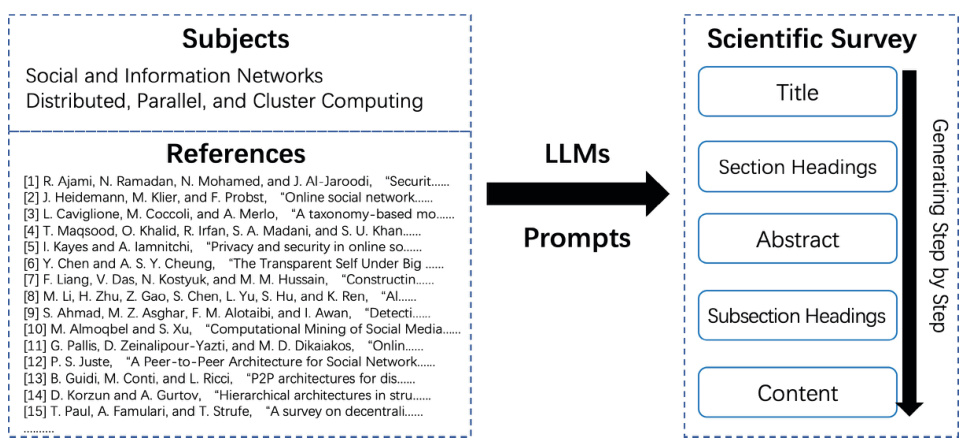 Subjects
Social and Information Networks
Distributed, Parallel, and Cluster Computing
References
[1] R. Ajami, N. Ramadan, N. Mohamed, and J. Al-Jaroodi, "Securit......
[2] J. Heidemann, M. Klier, and F. Probst, "Online social network......
[3] L. Caviglione, M. Coccoli, and A. Merlo, "A taxonomy-based mo......
[4] T. Maqsood, O. Khalid, R. Irfan, S. A. Madani, and S. U. Khan......
[5] I. Kayes and A. Iamnitchi, "Privacy and security in online so......
[6] Y. Chen and A. S. Y. Cheung, "The Transparent Self Under Big ......
[7] F. Liang, V. Das, N. Kostyuk, and M. M. Hussain, "Constructin......
[8] M. Li, H. Zhu, Z. Gao, S. Chen, L. Yu, S. Hu, and K. Ren, "Al......
[9] S. Ahmad, M. Z. Asghar, F. M. Alotaibi, and I. Awan, "Detecti......
[10] M. Almoqbel and S. Xu, "Computational Mining of Social Media......
[11] G. Pallis, D. Zeinalipour-Yazti, and M. D. Dikaiakos, "Onlin......
[12] P. S. Juste, "A Peer-to-Peer Architecture for Social Network......
[13] B. Guidi, M. Conti, and L. Ricci, "P2P architectures for dis......
[14] D. Korzun and A. Gurtov, "Hierarchical architectures in stru......
[15] T. Paul, A. Famulari, and T. Strufe, "A survey on decentrali......
..........
LLMs
Prompts
Scientific Survey
Title
Section Headings
Abstract
Subsection Headings
Content
Generating Step by Step